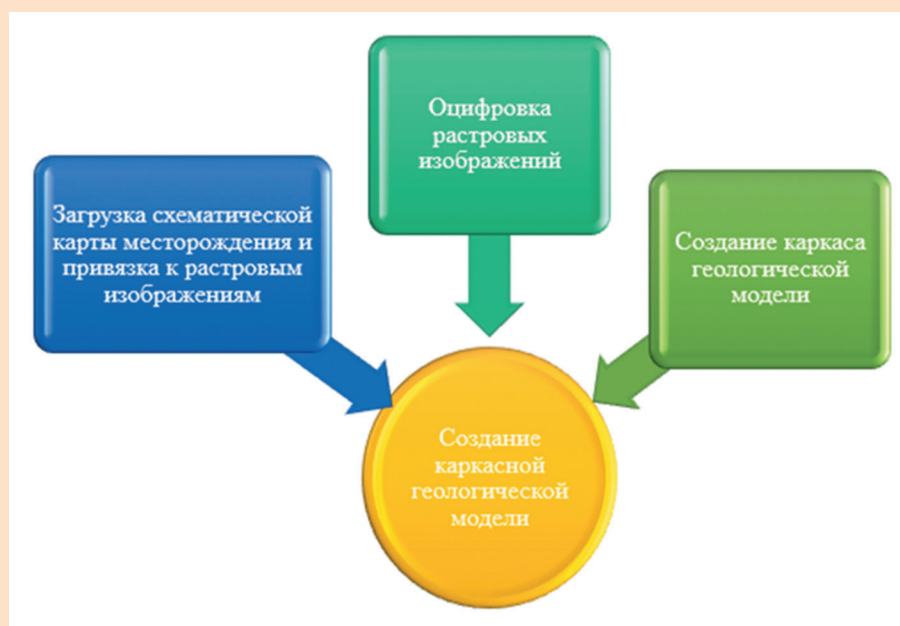 Оцифровка
растровых
изображений
Загрузка схематической
карты месторождения и
привязка к растровым
изображениям
Создание каркаса
геологической
модели
Создание
каркасной
геологической
модели